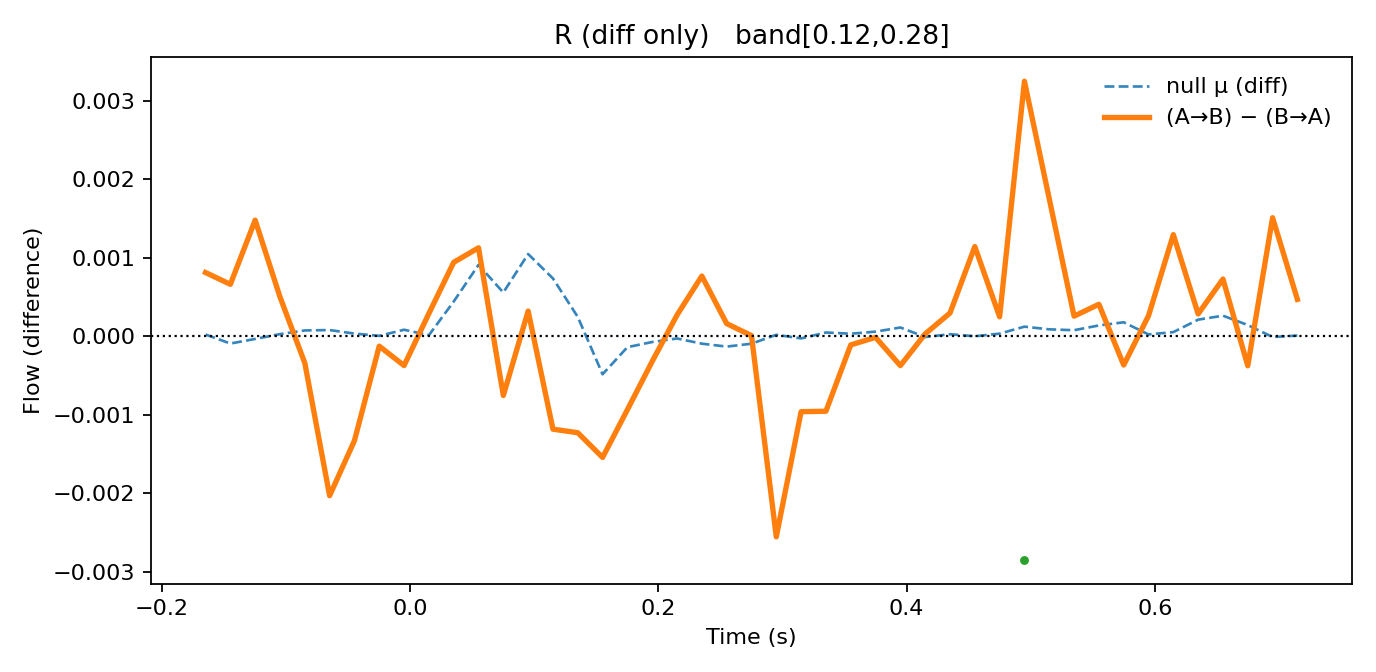 R (diff only)   band[0.12,0.28]
null μ (diff)
(A→B) − (B→A)
Flow (difference)
0.003
0.002
0.001
0.000
−0.001
−0.002
−0.003
−0.2 0.0 0.2 0.4 0.6
Time (s)